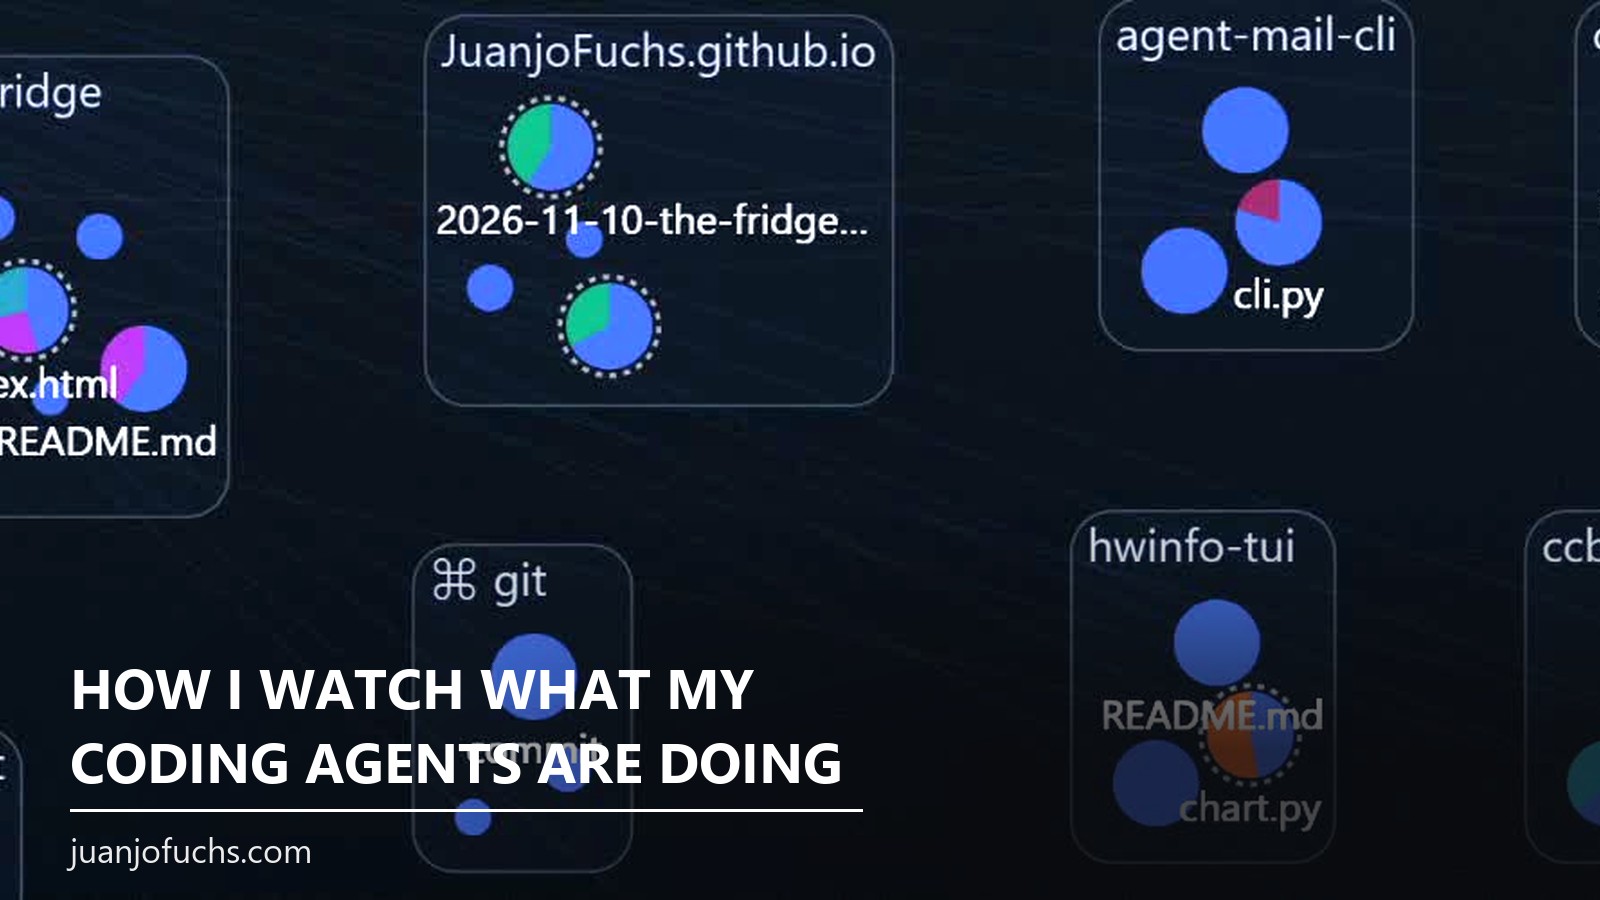 JuanjoFuchs.github.io
agent-mail-cli
ridge
2026-11-10-the-fridge...
cli.py
ex.html
README.md
⌘ git
hwinfo-tui
ccb
commit
README.md
chart.py
HOW I WATCH WHAT MY
CODING AGENTS ARE DOING
juanjofuchs.com